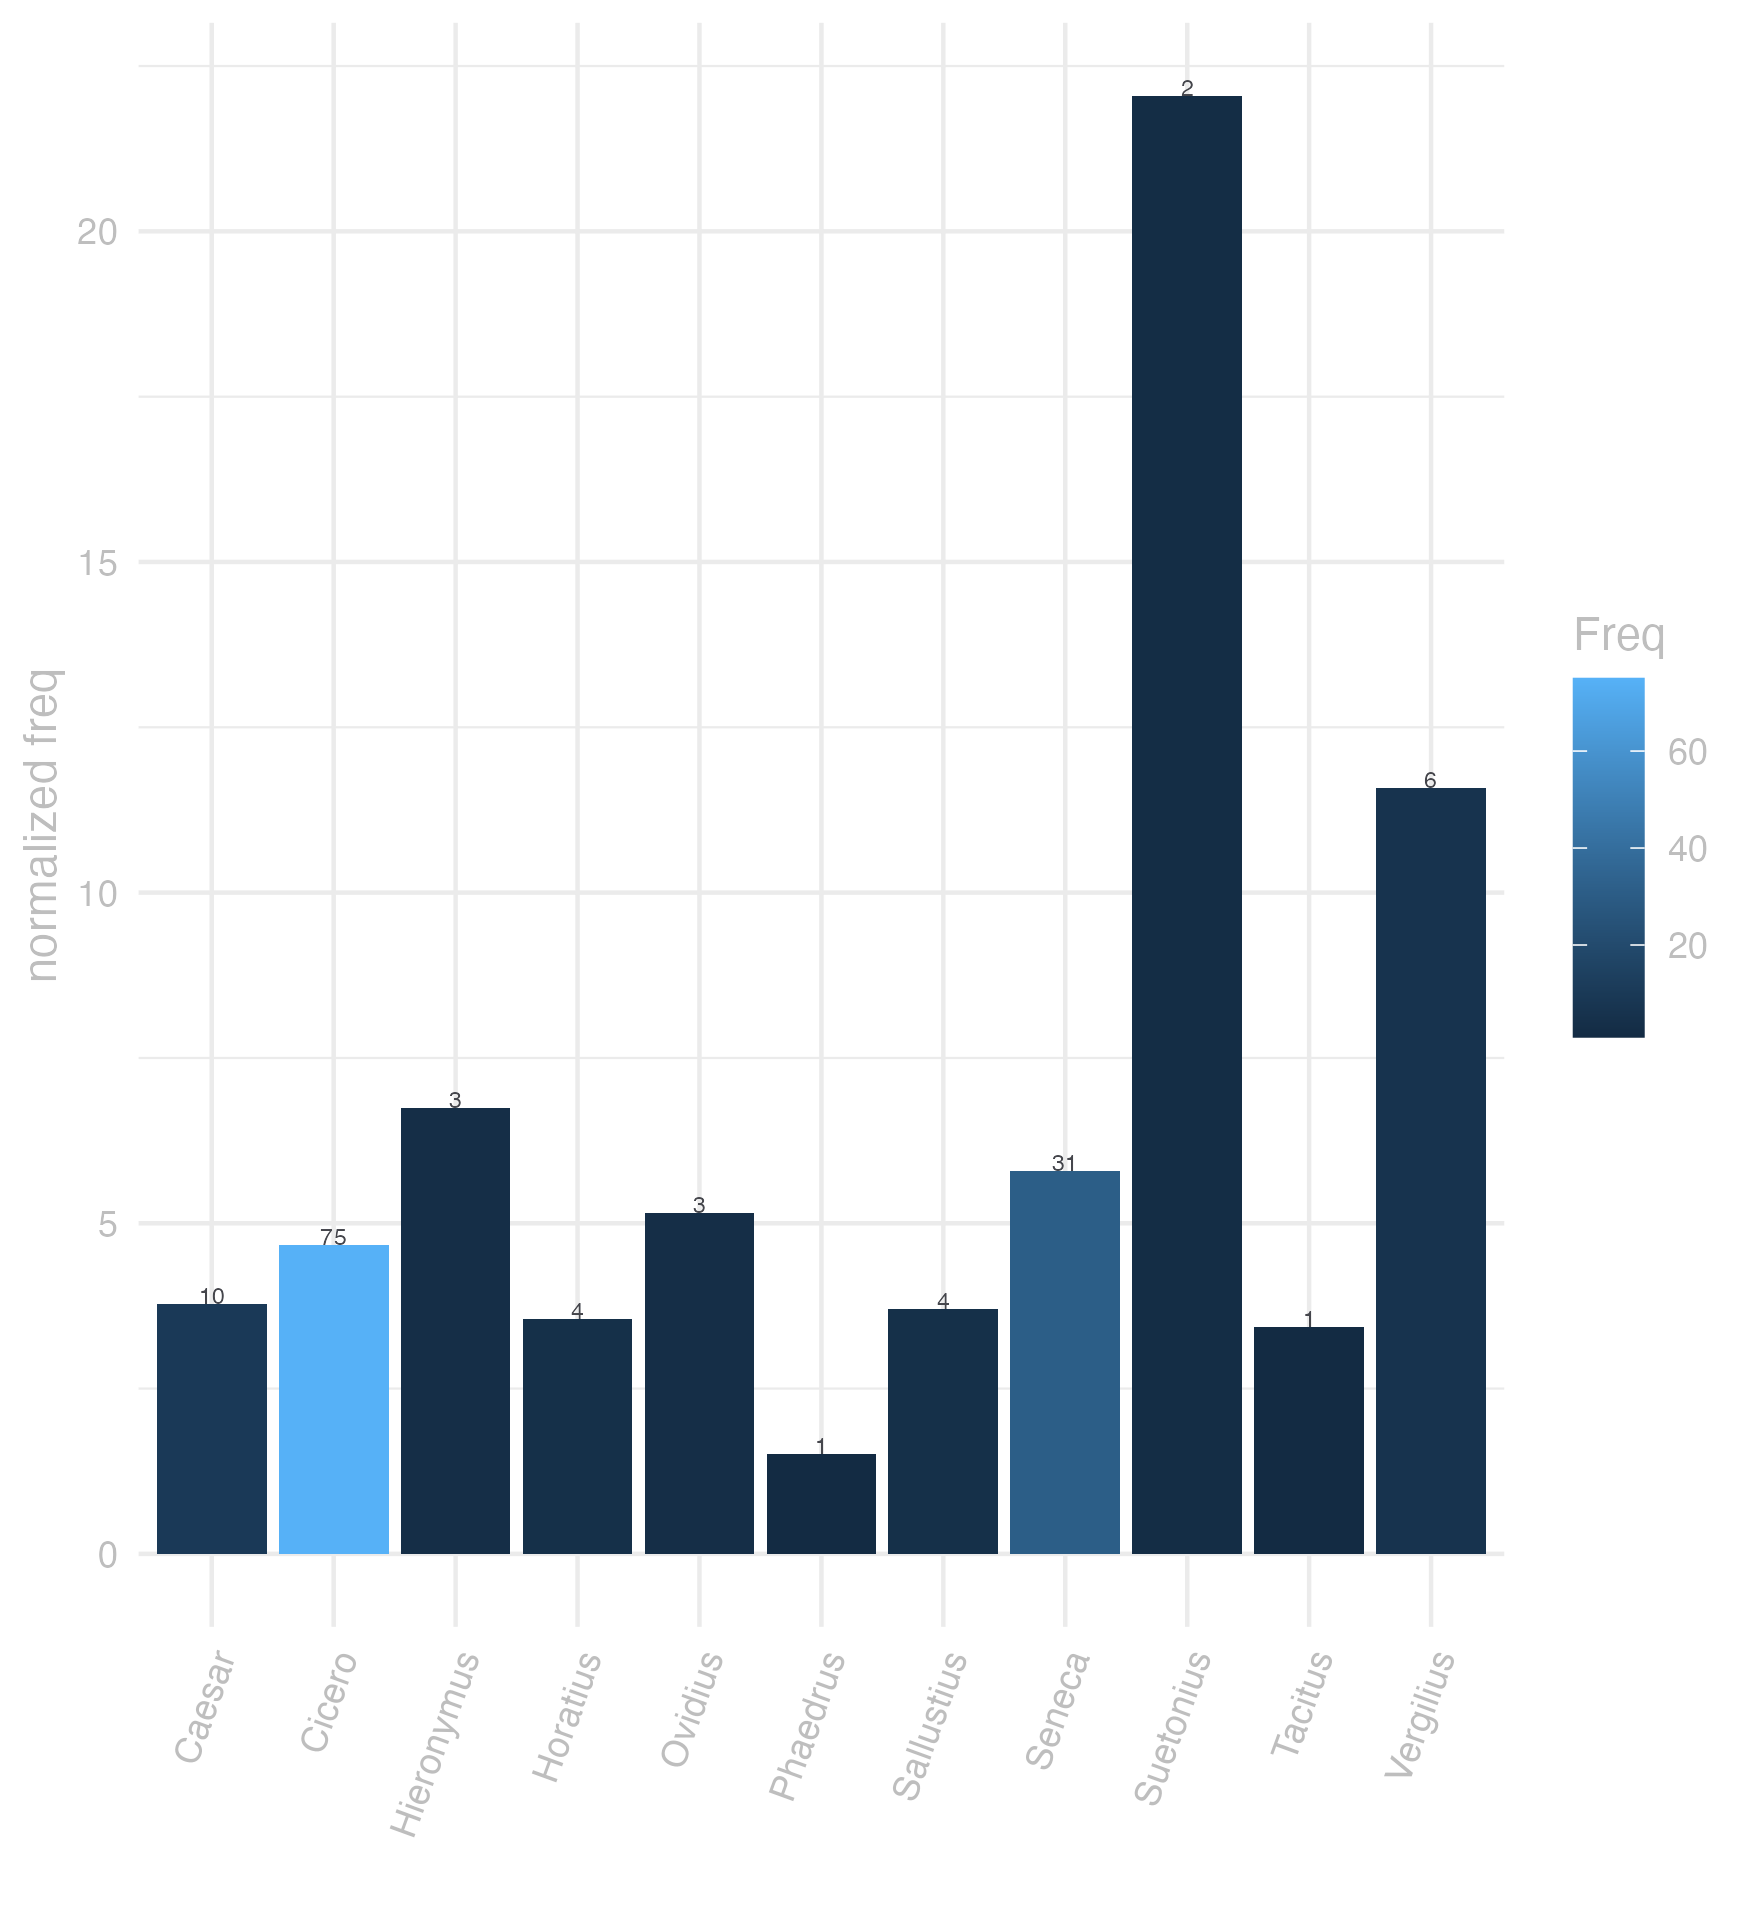 normalized freq
20
15
10
5
0
2
6
3
31
3
75
10
4
4
1
1
Caesar
Cicero
Hieronymus
Horatius
Ovidius
Phaedrus
Sallustius
Seneca
Suetonius
Tacitus
Vergilius
Freq
60
40
20